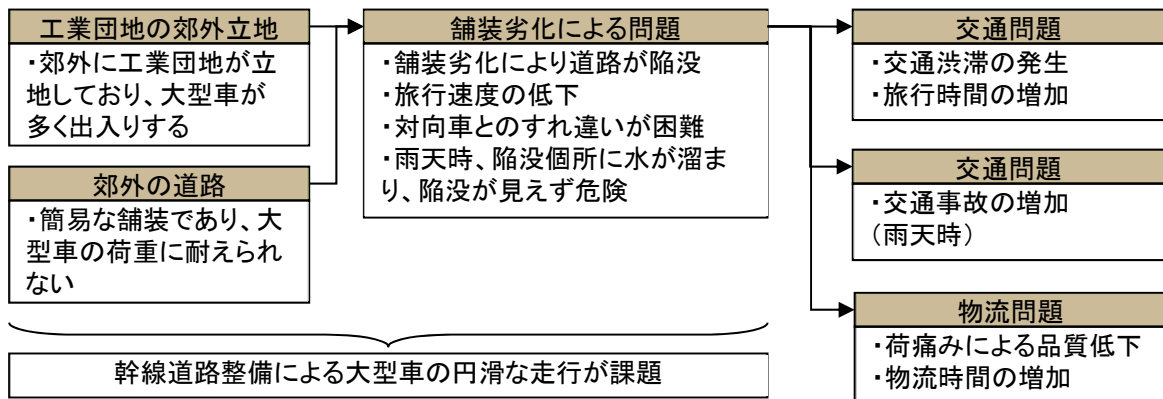 工業団地の郊外立地
・郊外に工業団地が立
地しており、大型車が
多く出入りする
郊外の道路
・簡易な舗装であり、大
型車の荷重に耐えられ
ない
舗装劣化による問題
・舗装劣化により道路が陥没
・旅行速度の低下
・対向車とのすれ違いが困難
・雨天時、陥没個所に水が溜ま
り、陥没が見えず危険
交通問題
・交通渋滞の発生
・旅行時間の増加
交通問題
・交通事故の増加
(雨天時)
物流問題
・荷痛みによる品質低下
・物流時間の増加
幹線道路整備による大型車の円滑な走行が課題